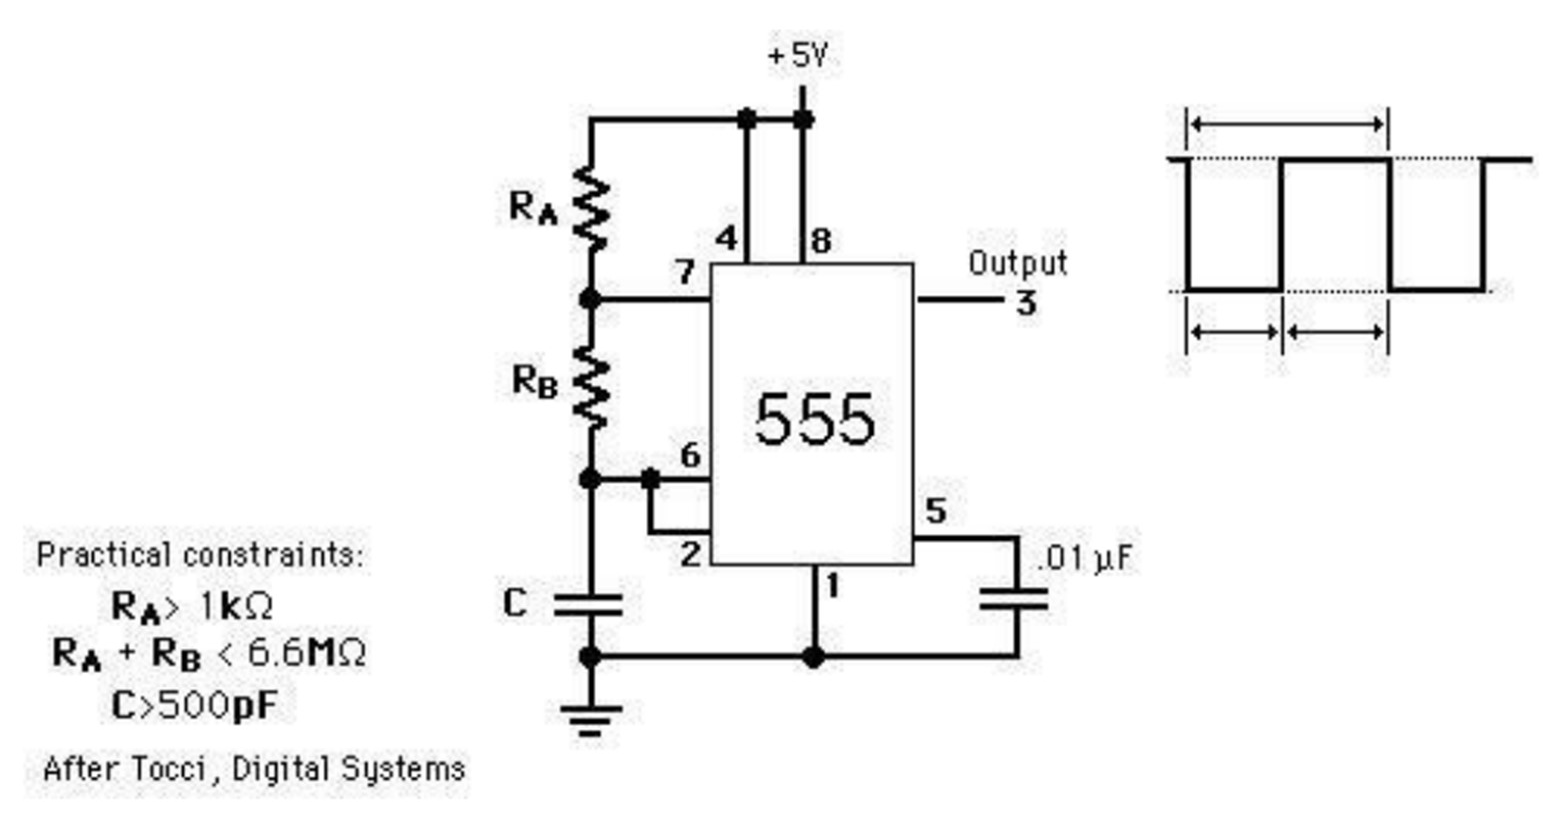 +5V
RA
4
8
7
Output
3
RB
555
6
5
2
.01 μF
1
C
Practical constraints:
RA> 1kΩ
RA + RB < 6.6MΩ
C>500pF
After Tocci, Digital Systems